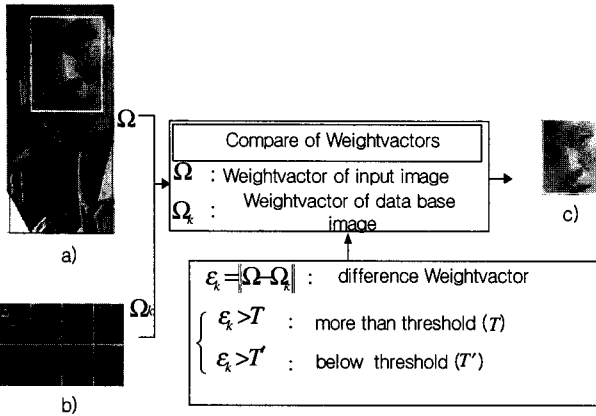 Ω
Compare of Weightvactors
Ω : Weightvactor of input image
Ωₖ : Weightvactor of data base
image
c)
a)
Ωₖ
εₖ=‖Ω-Ωₖ‖ : difference Weightvactor
εₖ>T : more than threshold (T)
εₖ>T' : below threshold (T')
b)